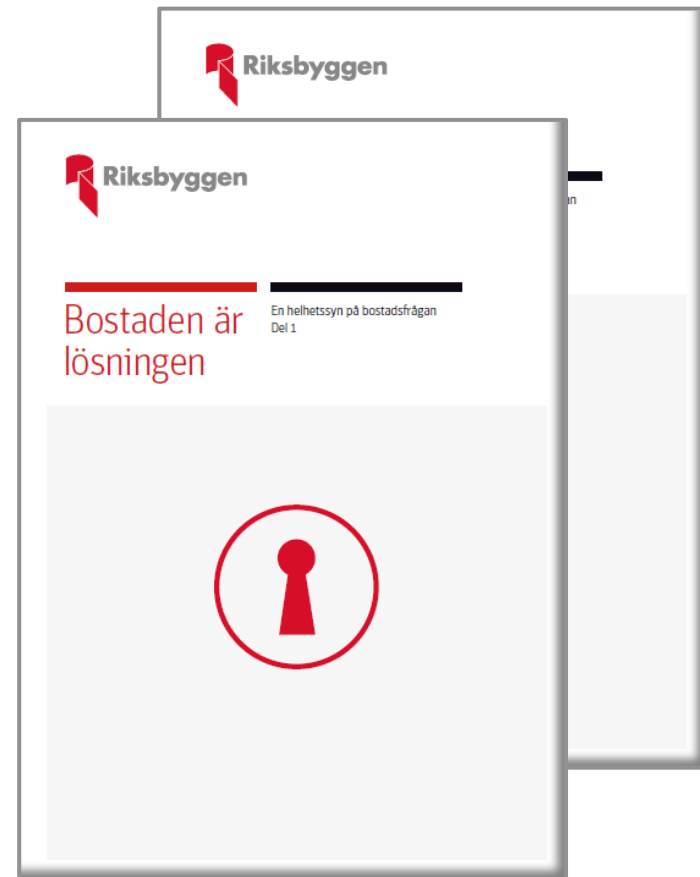 Riksbyggen
Riksbyggen
Bostaden är
lösningen
En helhetssyn på bostadsfrågan
Del 1